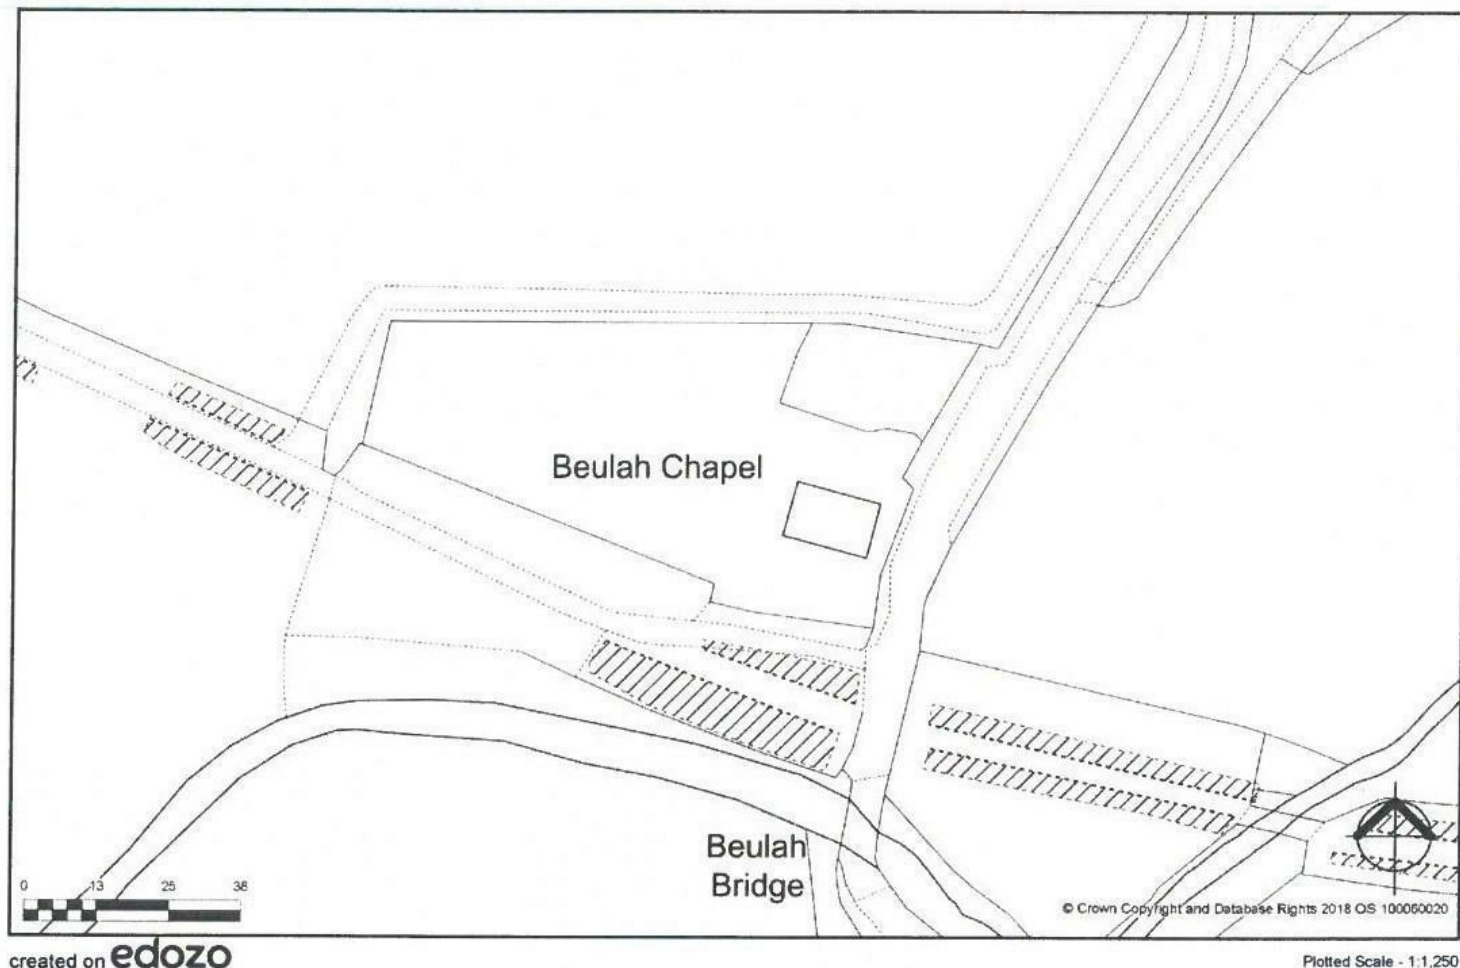 Beulah Chapel
Beulah
Bridge
0 13 25 38
© Crown Copyright and Database Rights 2018 OS 100060020
created on edozo
Plotted Scale - 1:1,250